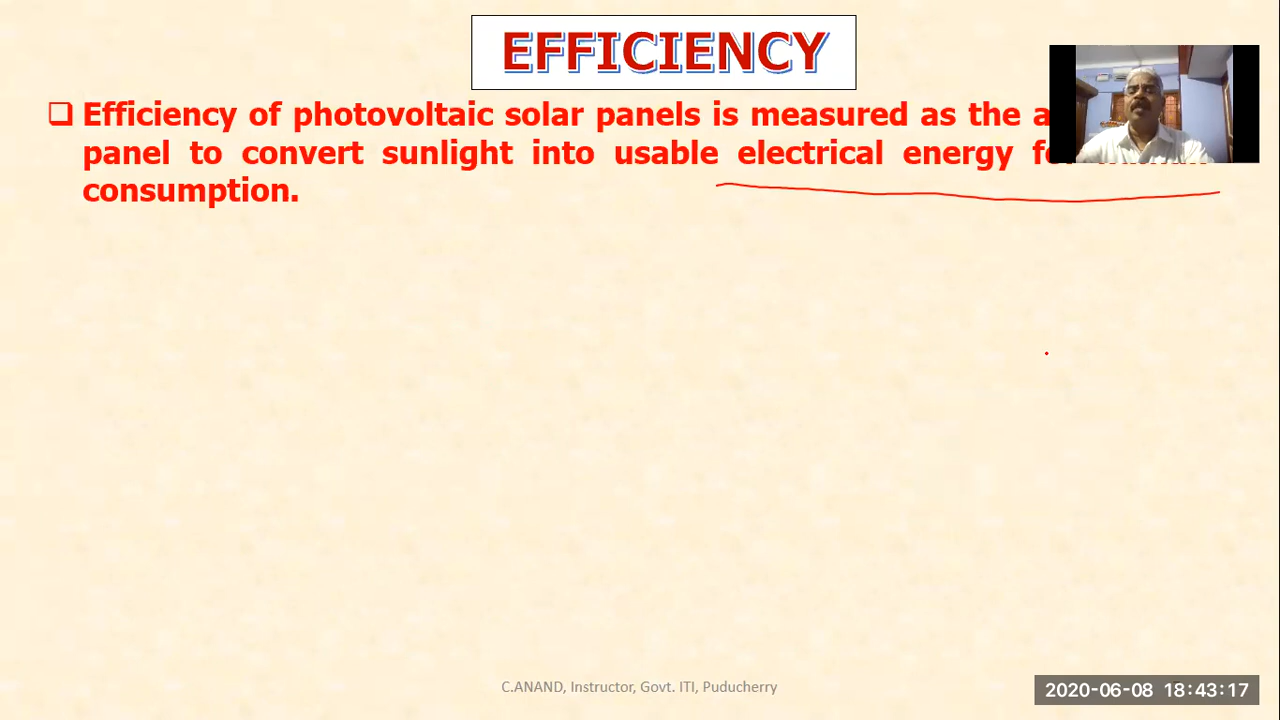 EFFICIENCY
❑ Efficiency of photovoltaic solar panels is measured as the
panel to convert sunlight into usable electrical energy
consumption.
C.ANAND, Instructor, Govt. ITI, Puducherry
2020-06-08 18:43:17